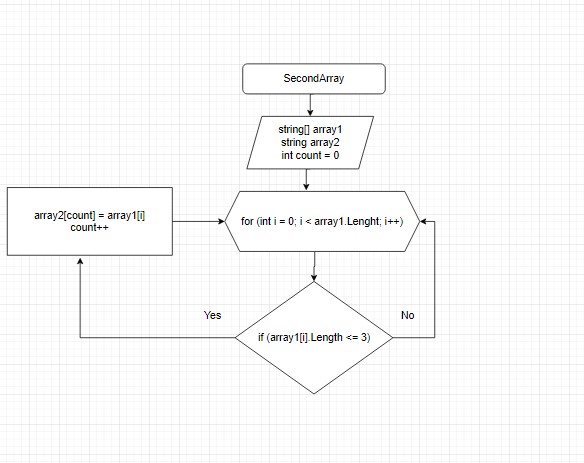 SecondArray
string[] array1
string array2
int count = 0
array2[count] = array1[i]
count++
for (int i = 0; i < array1.Lenght; i++)
Yes
No
if (array1[i].Length <= 3)